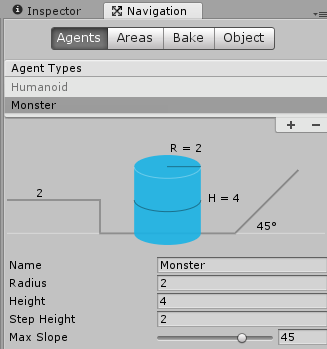 Inspector Navigation
Agents Areas Bake Object
Agent Types
Humanoid
Monster
+ −
R = 2
2
H = 4
45°
Name Monster
Radius 2
Height 4
Step Height 2
Max Slope 45